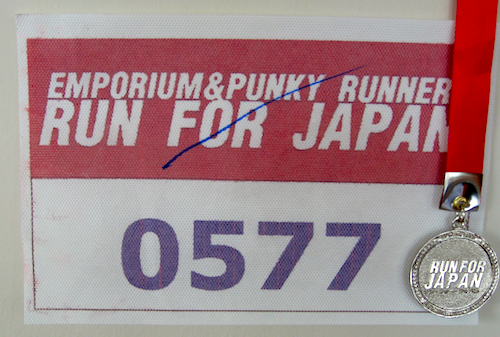 EMPORIUM&PUNKY RUNNER
RUN FOR JAPAN
0577
RUN FOR
JAPAN